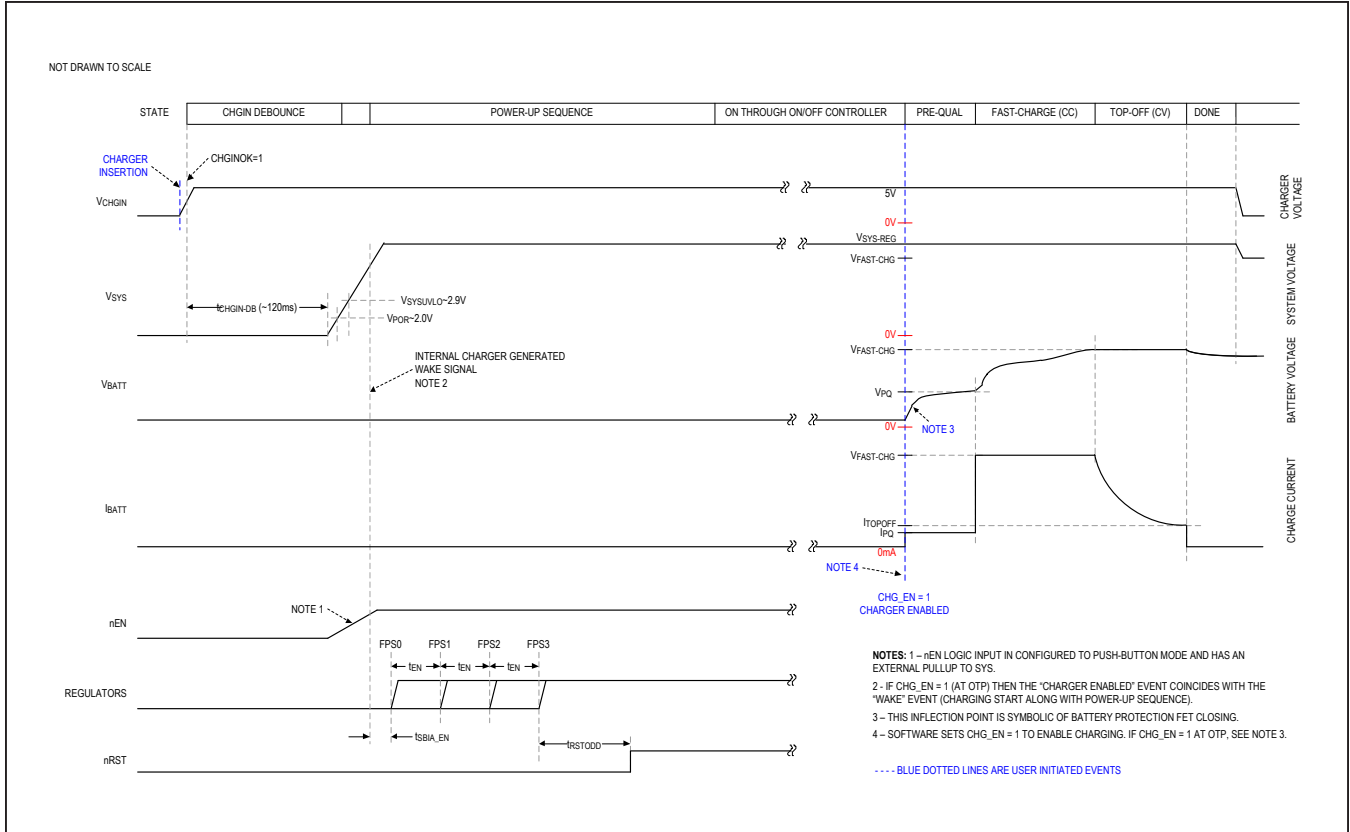 NOT DRAWN TO SCALE
STATE
CHGIN DEBOUNCE
POWER-UP SEQUENCE
ON THROUGH ON/OFF CONTROLLER
PRE-QUAL
FAST-CHARGE (CC)
TOP-OFF (CV)
DONE
CHARGER
INSERTION
CHGINOK=1
VCHGIN
5V
0V
CHARGER
VOLTAGE
VSYS-REG
VFAST-CHG
VSYS
tCHGIN-DB (~120ms)
VSYSUVLO~2.9V
VPOR~2.0V
0V
SYSTEM VOLTAGE
INTERNAL CHARGER GENERATED
WAKE SIGNAL
NOTE 2
VFAST-CHG
VBATT
VPQ
NOTE 3
0V
BATTERY VOLTAGE
VFAST-CHG
IBATT
ITOPOFF
IPQ
0mA
CHARGE CURRENT
NOTE 4
CHG_EN = 1
CHARGER ENABLED
NOTE 1
nEN
FPS0
FPS1
FPS2
FPS3
tEN
tEN
tEN
REGULATORS
tSBIA_EN
tRSTODD
nRST
NOTES: 1 – nEN LOGIC INPUT IN CONFIGURED TO PUSH-BUTTON MODE AND HAS AN
EXTERNAL PULLUP TO SYS.
2 - IF CHG_EN = 1 (AT OTP) THEN THE “CHARGER ENABLED” EVENT COINCIDES WITH THE
“WAKE” EVENT (CHARGING START ALONG WITH POWER-UP SEQUENCE).
3 – THIS INFLECTION POINT IS SYMBOLIC OF BATTERY PROTECTION FET CLOSING.
4 – SOFTWARE SETS CHG_EN = 1 TO ENABLE CHARGING. IF CHG_EN = 1 AT OTP, SEE NOTE 3.
- - - - BLUE DOTTED LINES ARE USER INITIATED EVENTS